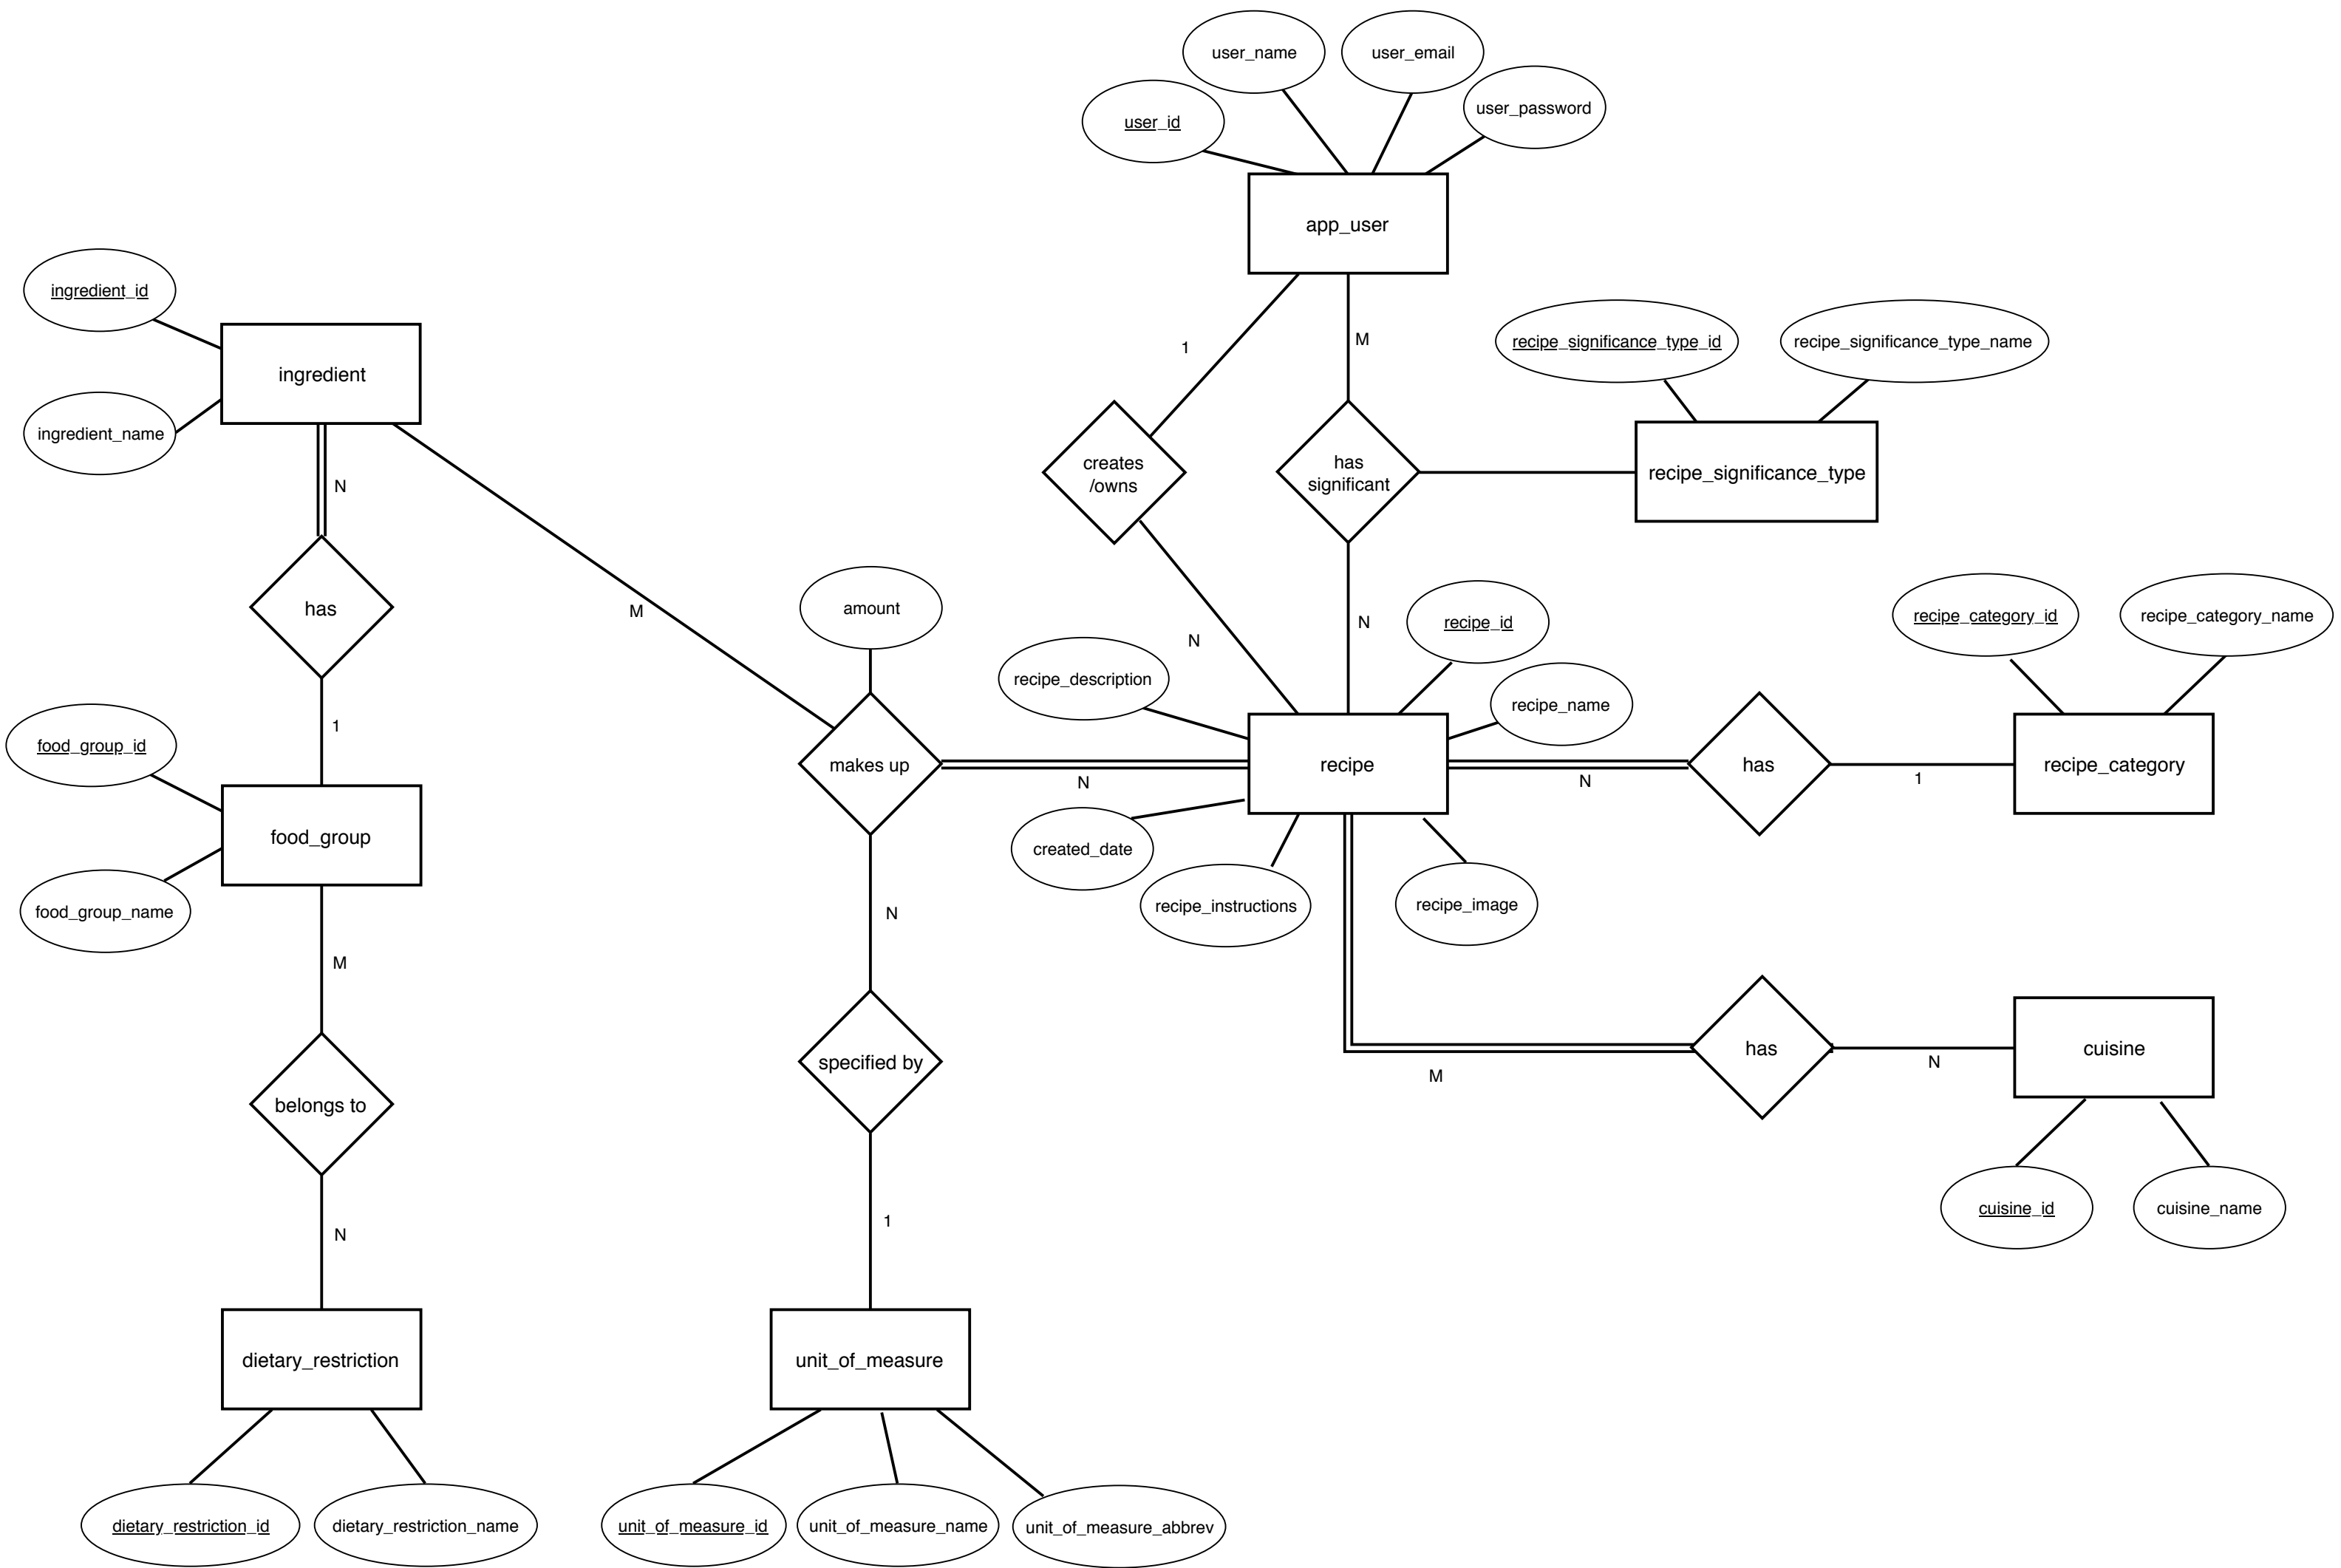 user_name
user_email
user_password
user_id
app_user
ingredient_id
1
M
recipe_significance_type_id
recipe_significance_type_name
ingredient
ingredient_name
creates
/owns
has
significant
recipe_significance_type
N
has
M
amount
N
N
recipe_id
recipe_category_id
recipe_category_name
recipe_description
recipe_name
1
food_group_id
makes up
N
recipe
N
has
1
recipe_category
food_group
created_date
food_group_name
N
recipe_instructions
recipe_image
M
specified by
M
has
N
cuisine
belongs to
N
1
cuisine_id
cuisine_name
dietary_restriction
unit_of_measure
dietary_restriction_id
dietary_restriction_name
unit_of_measure_id
unit_of_measure_name
unit_of_measure_abbrev